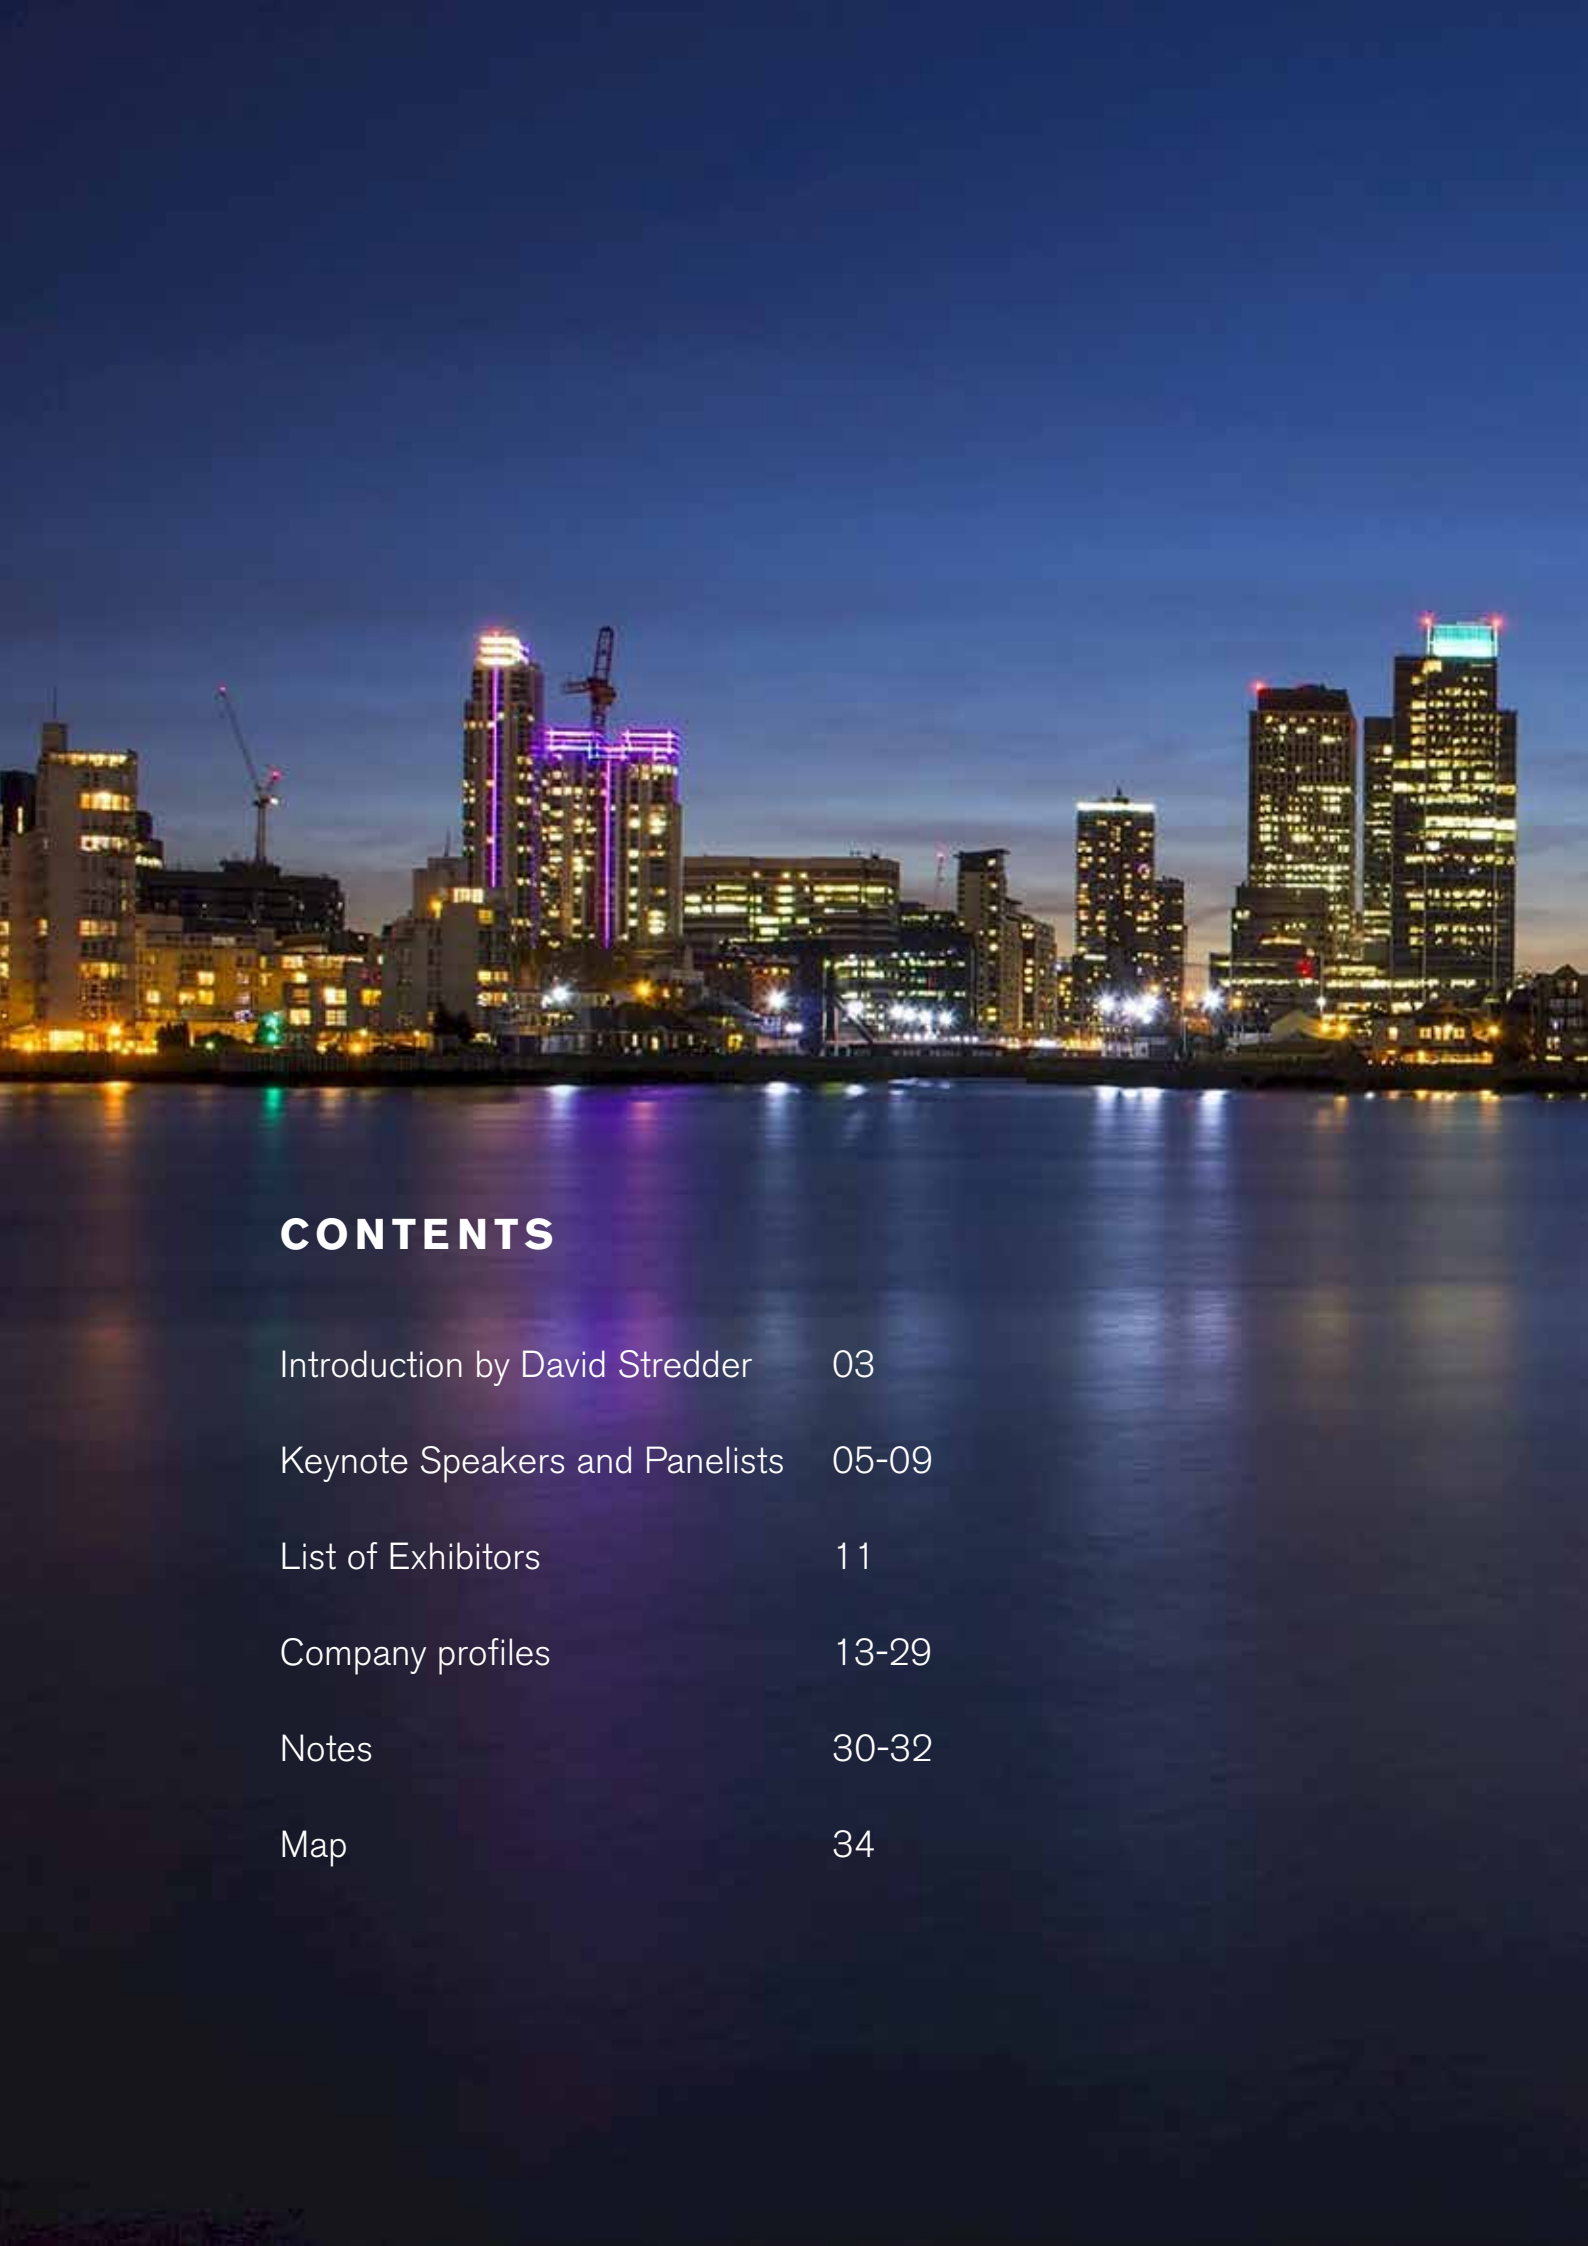 CONTENTS
Introduction by David Stredder 03
Keynote Speakers and Panelists 05-09
List of Exhibitors 11
Company profiles 13-29
Notes 30-32
Map 34